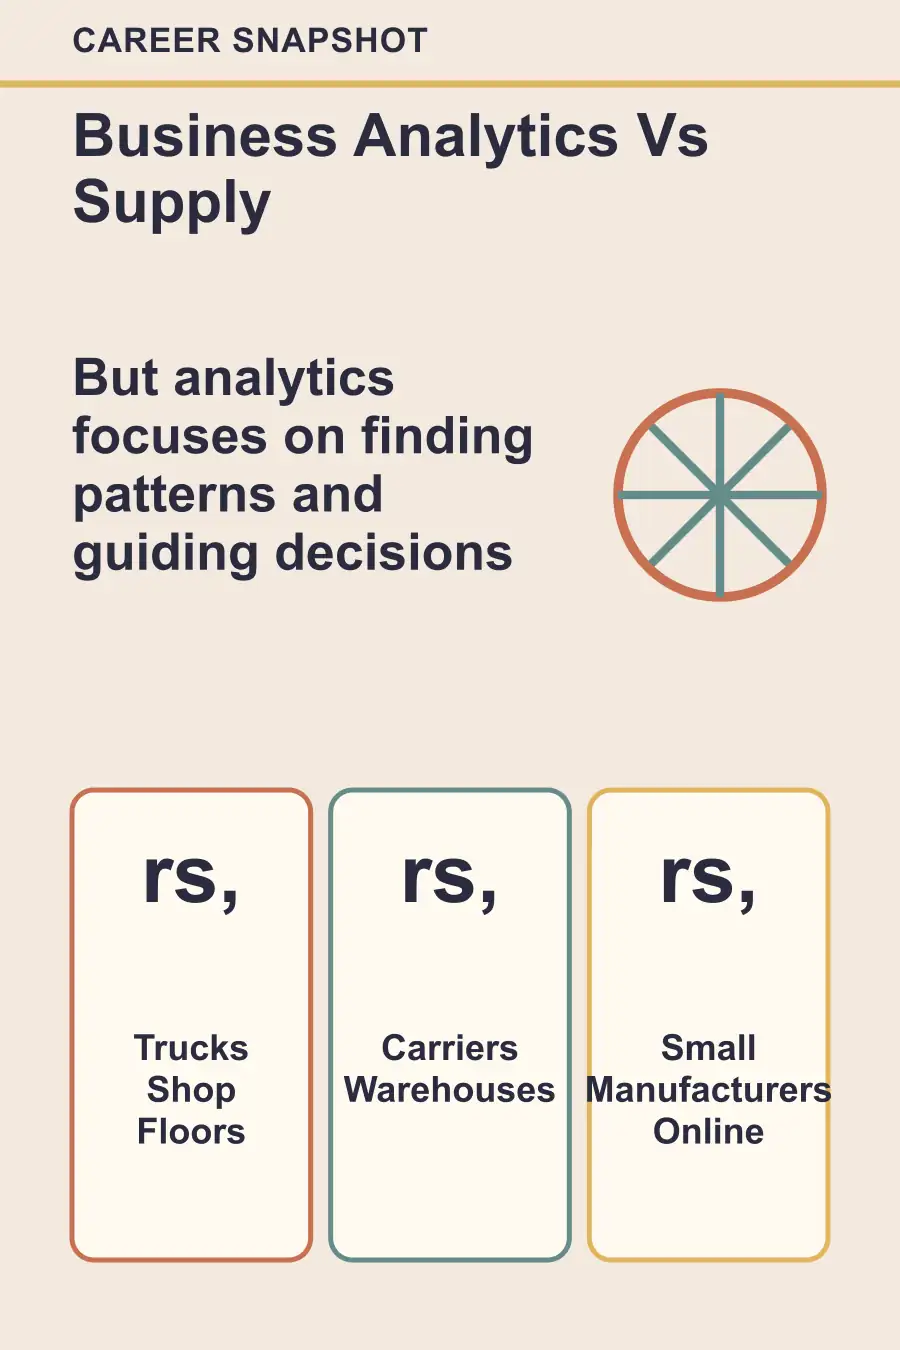 CAREER SNAPSHOT
Business Analytics Vs
Supply
But analytics
focuses on finding
patterns and
guiding decisions
rs,
Trucks
Shop
Floors
rs,
Carriers
Warehouses
rs,
Small
Manufacturers
Online